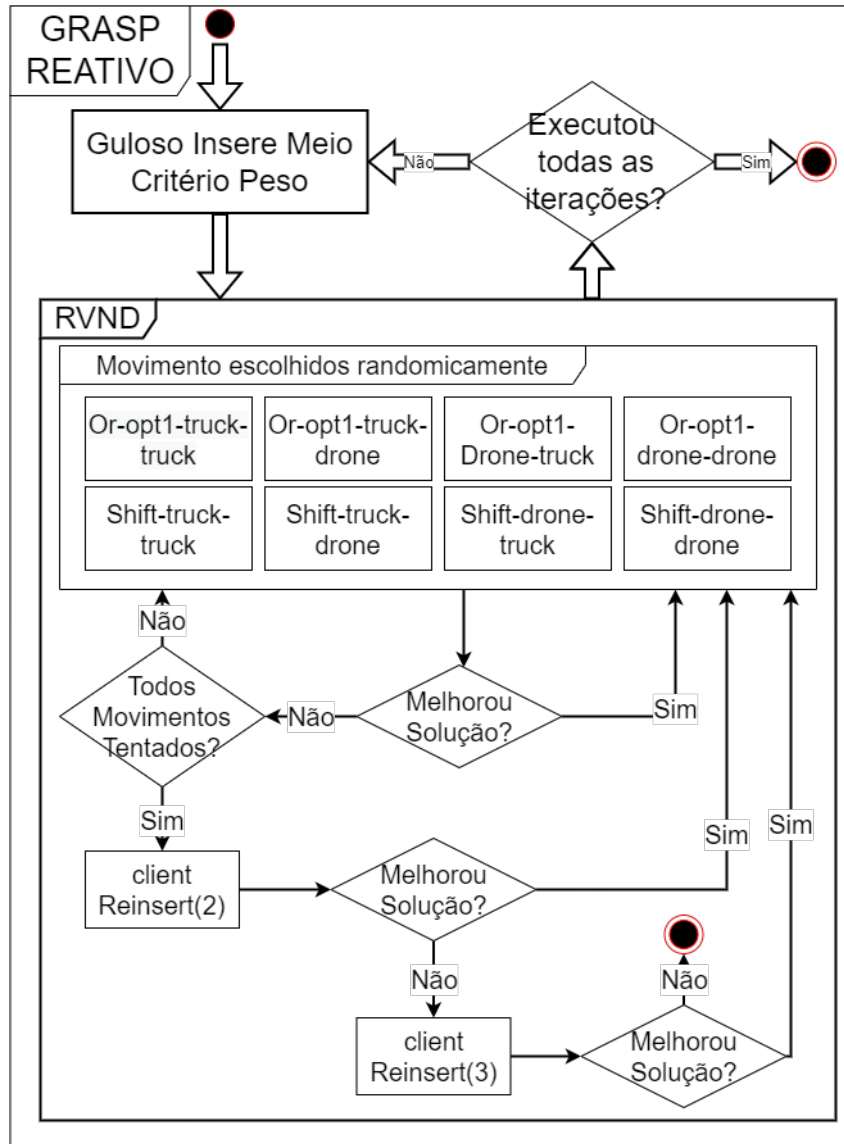 GRASP
REATIVO
Guloso Insere Meio
Critério Peso
Não
Executou
todas as
iterações?
Sim
RVND
Movimento escolhidos randomicamente
Or-opt1-truck-
truck
Or-opt1-truck-
drone
Or-opt1-
Drone-truck
Or-opt1-
drone-drone
Shift-truck-
truck
Shift-truck-
drone
Shift-drone-
truck
Shift-drone-
drone
Não
Todos
Movimentos
Tentados?
Não
Melhorou
Solução?
Sim
Sim
client
Reinsert(2)
Melhorou
Solução?
Sim
Sim
Não
client
Reinsert(3)
Não
Melhorou
Solução?